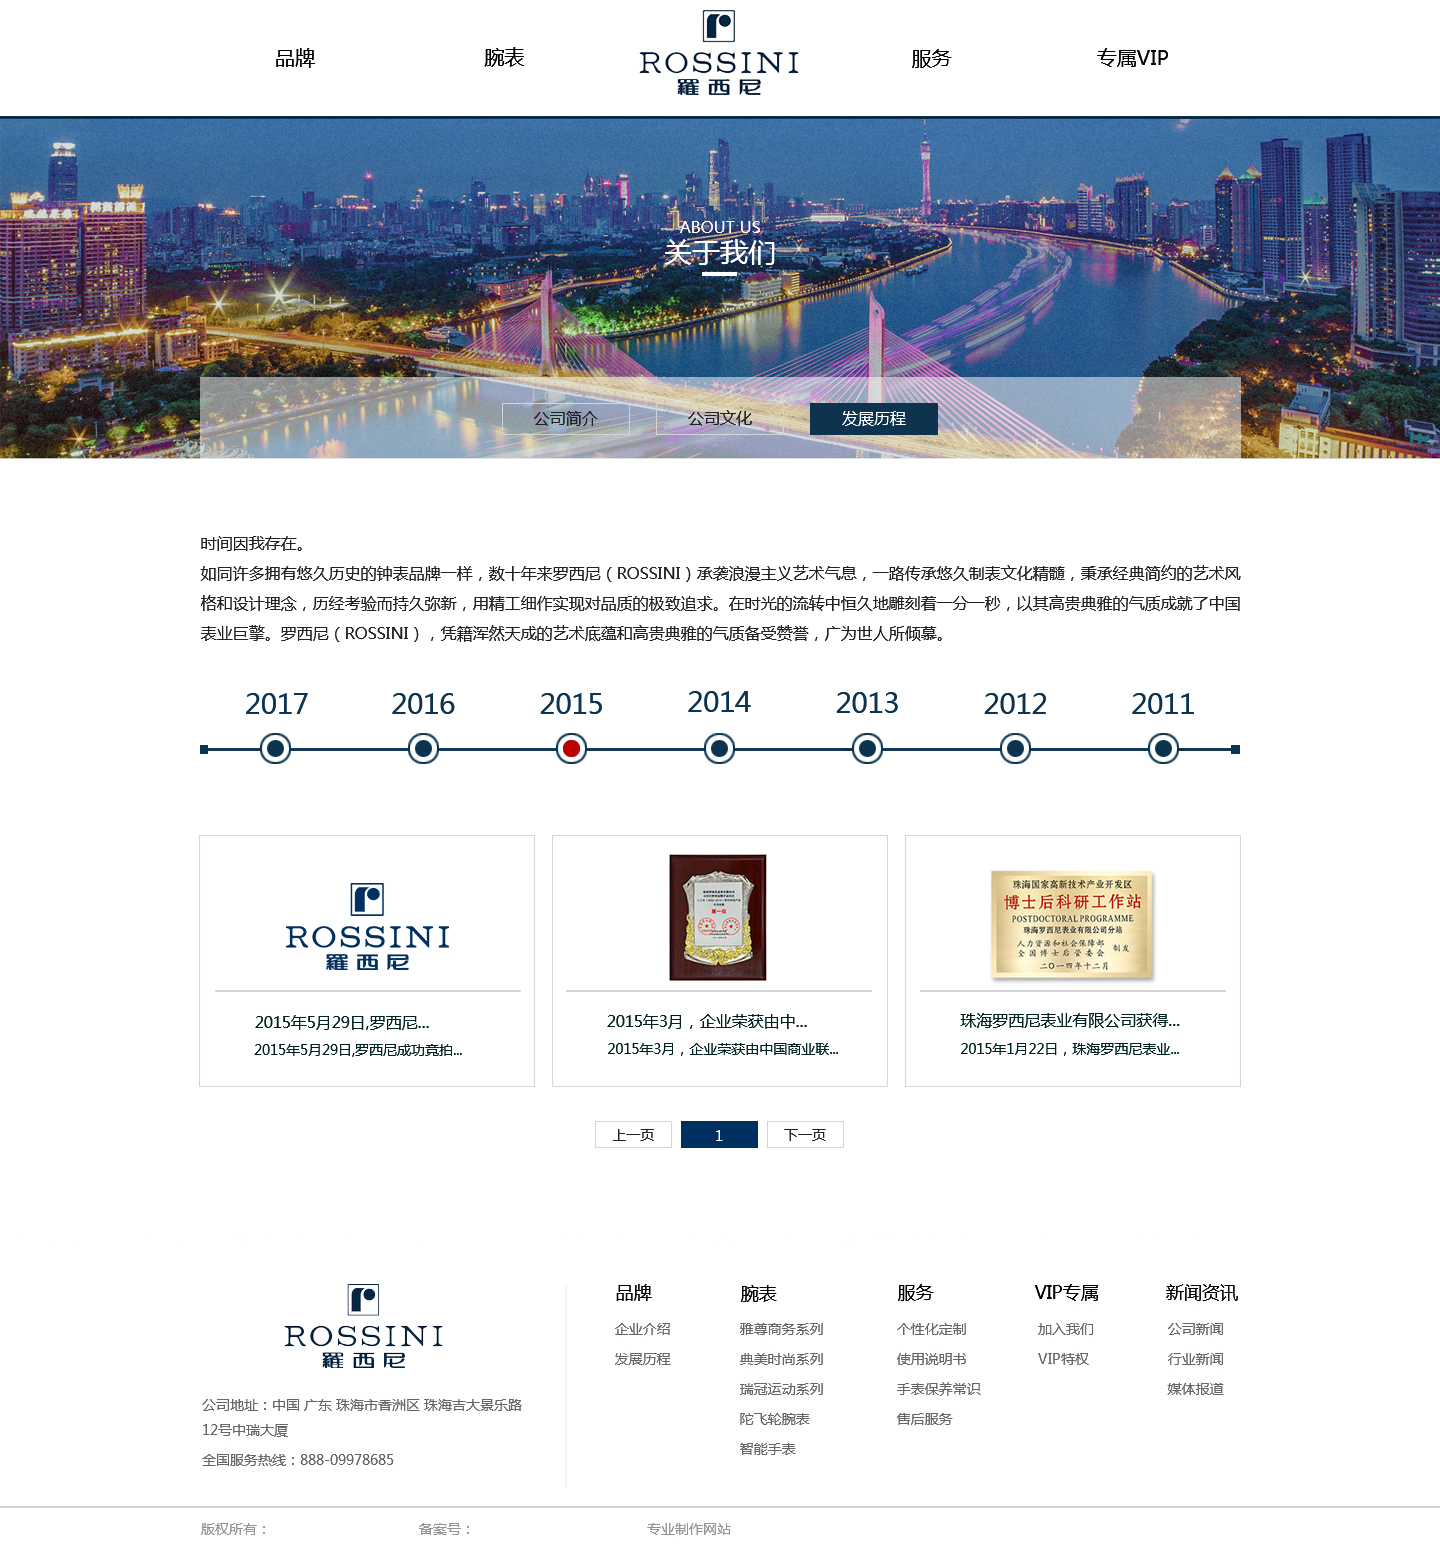 品牌
腕表
ROSSINI
羅西尼
服务
专属VIP
ABOUT US
关于我们
公司简介
公司文化
发展历程
时间因我存在。
如同许多拥有悠久历史的钟表品牌一样，数十年来罗西尼（ROSSINI）承袭浪漫主义艺术气息，一路传承悠久制表文化精髓，秉承经典简约的艺术风
格和设计理念，历经考验而持久弥新，用精工细作实现对品质的极致追求。在时光的流转中恒久地雕刻着一分一秒，以其高贵典雅的气质成就了中国
表业巨擎。罗西尼（ROSSINI），凭籍浑然天成的艺术底蕴和高贵典雅的气质备受赞誉，广为世人所倾慕。
2017
2016
2015
2014
2013
2012
2011
ROSSINI
羅西尼
2015年5月29日,罗西尼...
2015年5月29日,罗西尼成功竞拍...
第一位
2015年3月，企业荣获由中...
2015年3月，企业荣获由中国商业联...
珠海国家高新技术产业开发区
博士后科研工作站
POSTDOCTORAL PROGRAMME
珠海罗西尼表业有限公司分站
人力资源和社会保障部
全国博士后管委会
制发
二〇一四年十二月
珠海罗西尼表业有限公司获得...
2015年1月22日，珠海罗西尼表业...
上一页
1
下一页
ROSSINI
羅西尼
公司地址：中国 广东 珠海市香洲区 珠海吉大景乐路
12号中瑞大厦
全国服务热线：888-09978685
品牌
企业介绍
发展历程
腕表
雅尊商务系列
典美时尚系列
瑞冠运动系列
陀飞轮腕表
智能手表
服务
个性化定制
使用说明书
手表保养常识
售后服务
VIP专属
加入我们
VIP特权
新闻资讯
公司新闻
行业新闻
媒体报道
版权所有：
备案号：
专业制作网站